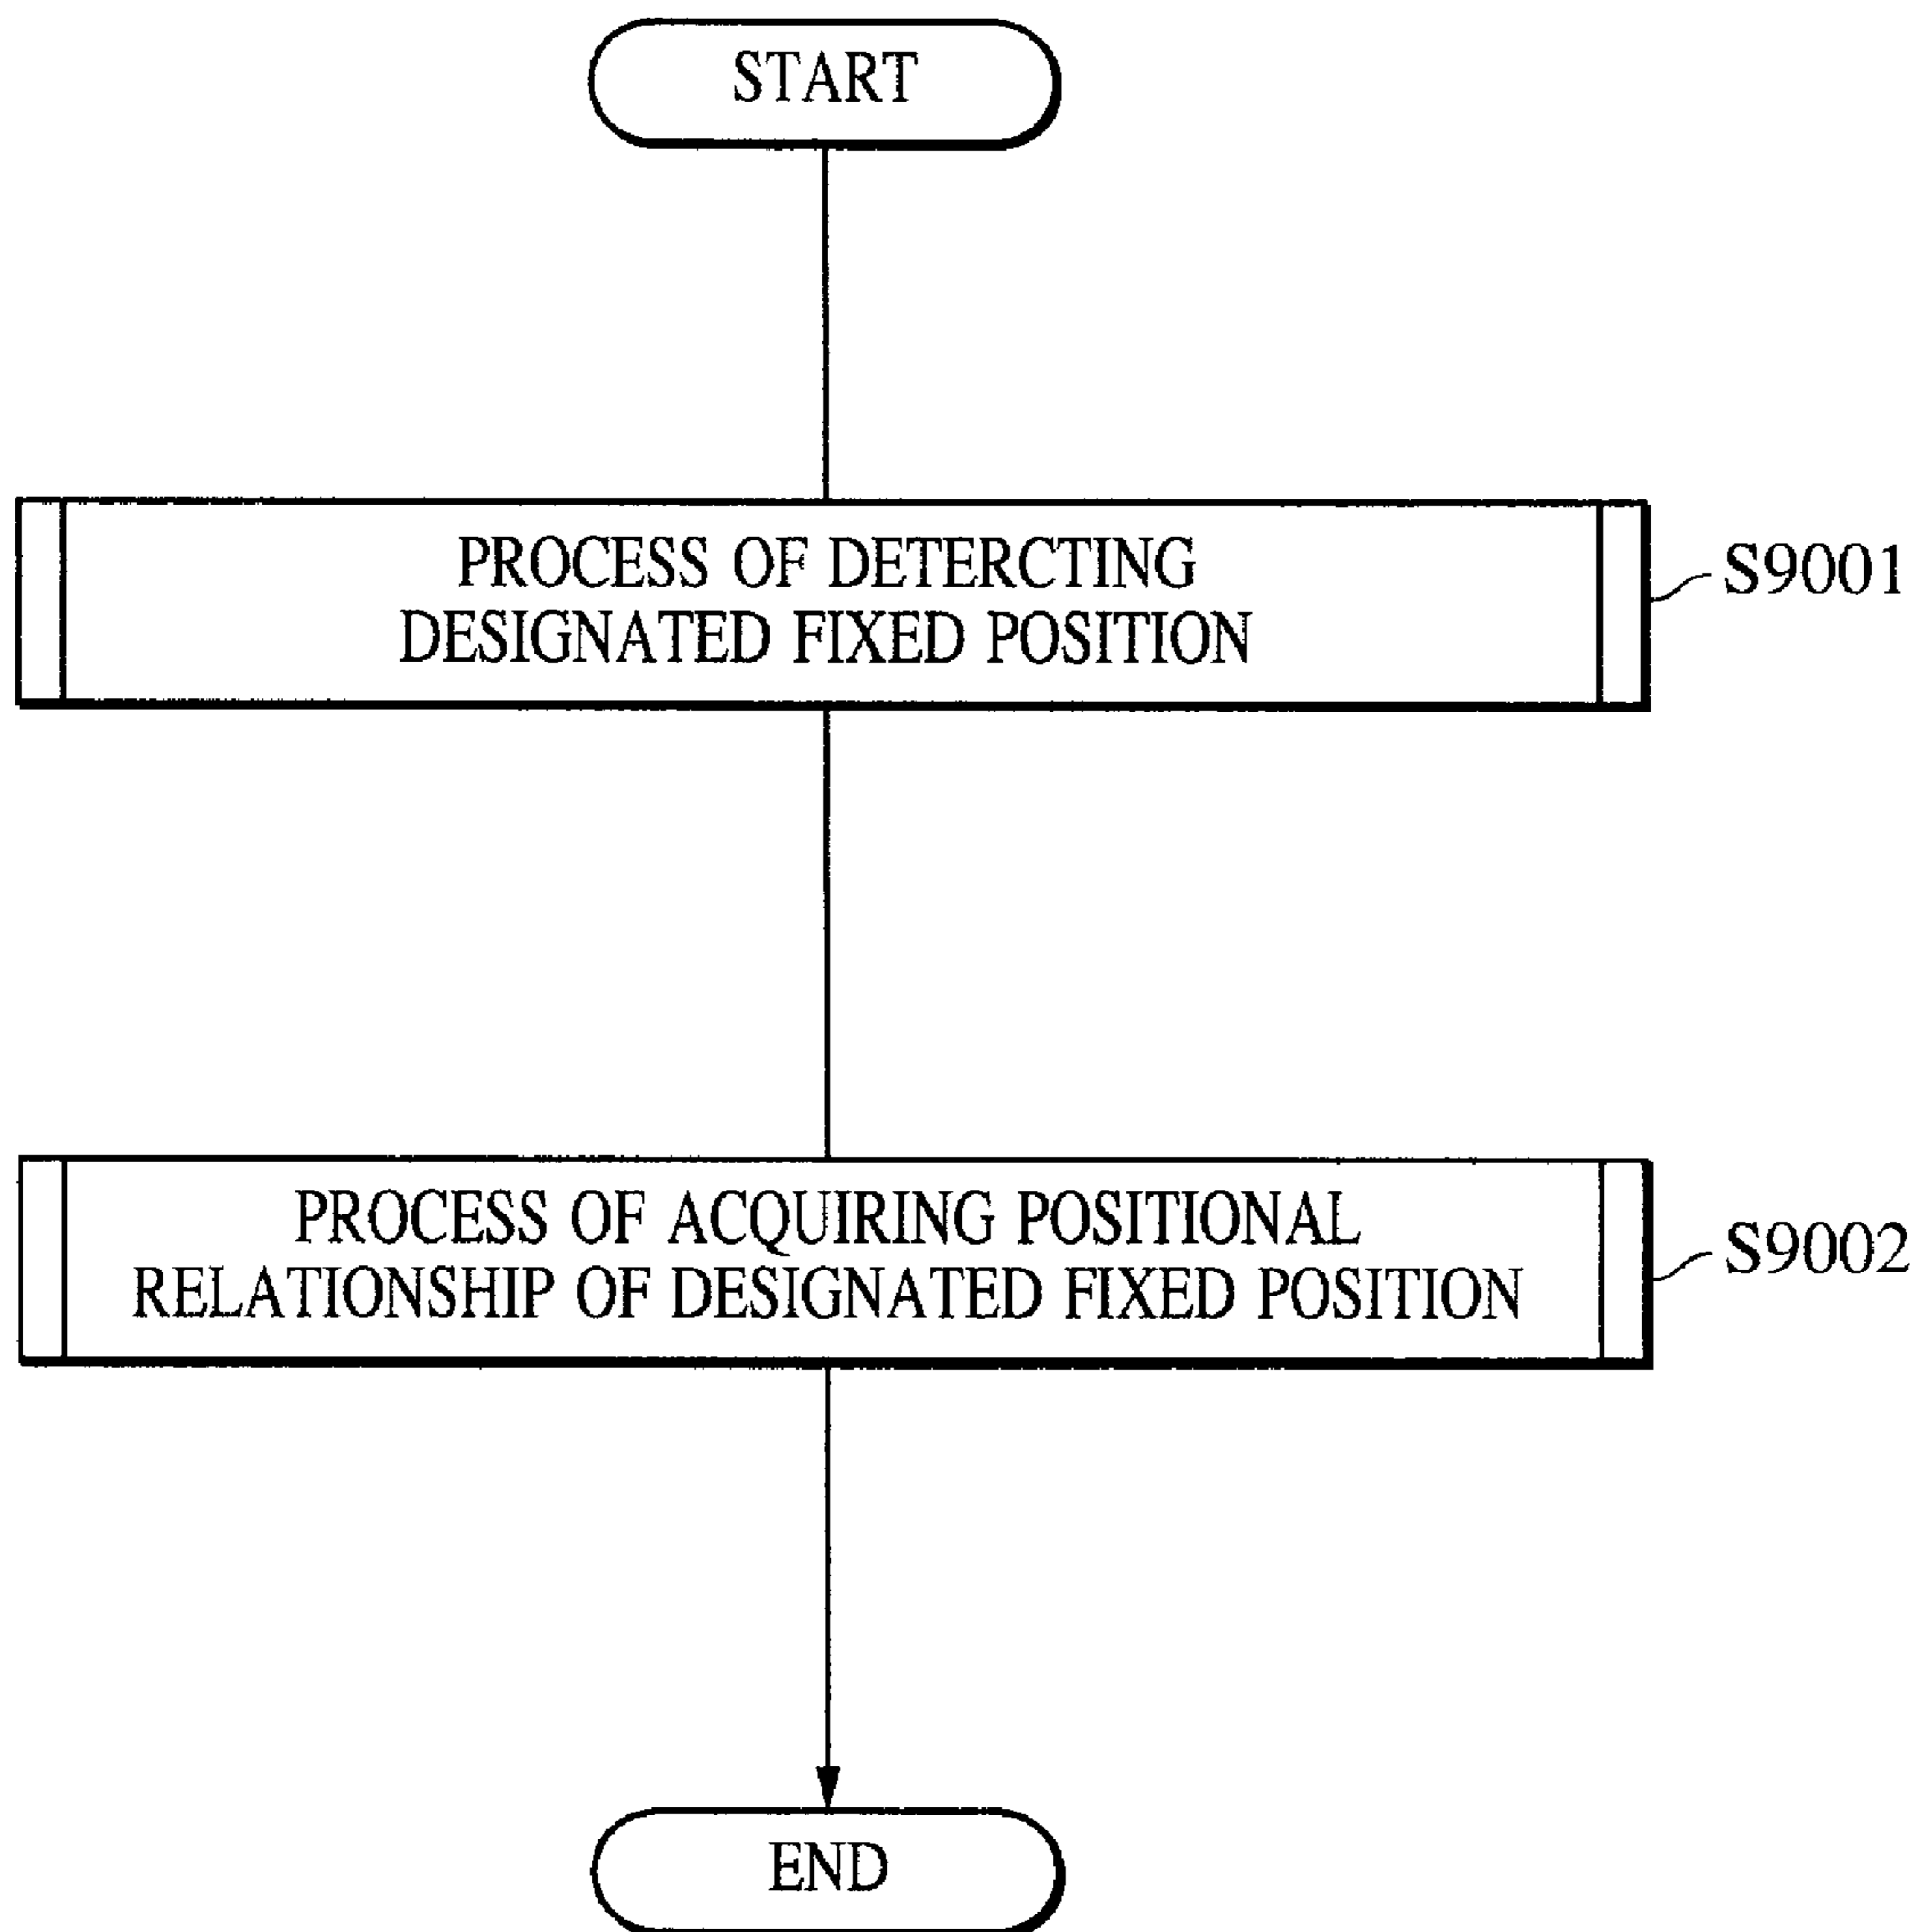 START
PROCESS OF DETERCTING
DESIGNATED FIXED POSITION
S9001
PROCESS OF ACQUIRING POSITIONAL
RELATIONSHIP OF DESIGNATED FIXED POSITION
S9002
END